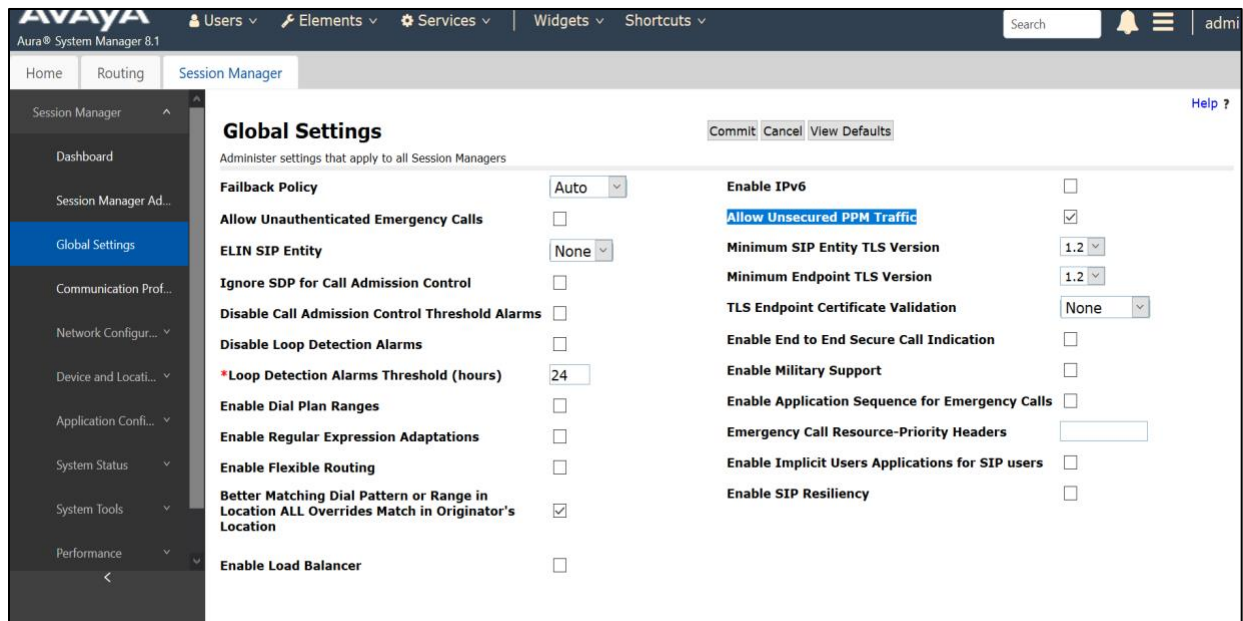 AVAYA
Aura® System Manager 8.1
Users Elements Services Widgets Shortcuts Search admi
Home Routing Session Manager
Help ?
Session Manager
Dashboard
Session Manager Ad...
Global Settings
Communication Prof...
Network Configur...
Device and Locati...
Application Confi...
System Status
System Tools
Performance
Global Settings
Commit Cancel View Defaults
Administer settings that apply to all Session Managers
Failback Policy Auto
Allow Unauthenticated Emergency Calls
ELIN SIP Entity None
Ignore SDP for Call Admission Control
Disable Call Admission Control Threshold Alarms
Disable Loop Detection Alarms
*Loop Detection Alarms Threshold (hours) 24
Enable Dial Plan Ranges
Enable Regular Expression Adaptations
Enable Flexible Routing
Better Matching Dial Pattern or Range in
Location ALL Overrides Match in Originator's
Location
Enable Load Balancer
Enable IPv6
Allow Unsecured PPM Traffic
Minimum SIP Entity TLS Version 1.2
Minimum Endpoint TLS Version 1.2
TLS Endpoint Certificate Validation None
Enable End to End Secure Call Indication
Enable Military Support
Enable Application Sequence for Emergency Calls
Emergency Call Resource-Priority Headers
Enable Implicit Users Applications for SIP users
Enable SIP Resiliency